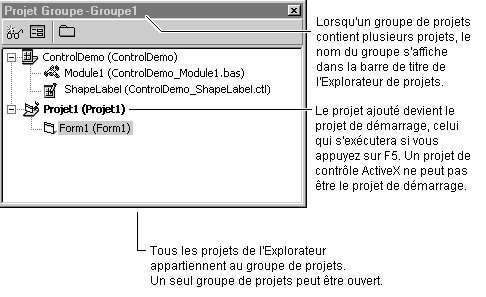 Projet Groupe -Groupe1
Lorsqu'un groupe de projets
contient plusieurs projets, le
nom du groupe s'affiche
dans la barre de titre de
l'Explorateur de projets.
ControlDemo (ControlDemo)
Module1 (ControlDemo_Module1.bas)
ShapeLabel (ControlDemo_ShapeLabel.ctl)
Projet1 (Projet1)
Form1 (Form1)
Le projet ajouté devient le
projet de démarrage, celui
qui s'exécutera si vous
appuyez sur F5. Un projet de
contrôle ActiveX ne peut pas
être le projet de démarrage.
Tous les projets de l'Explorateur
appartiennent au groupe de projets.
Un seul groupe de projets peut être ouvert.